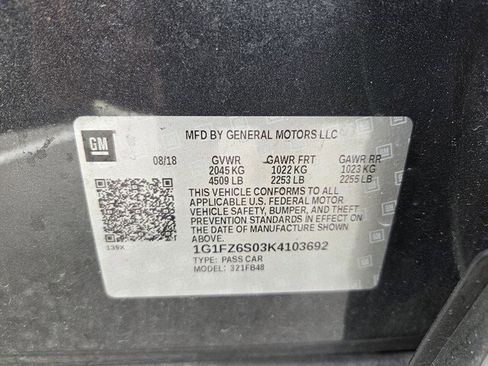 GM
MFD BY GENERAL MOTORS LLC
08/18 GVWR GAWR FRT GAWR RR
2045 KG 1022 KG 1023 KG
4509 LB 2253 LB 2255 LB
THIS VEHICLE CONFORMS TO ALL
APPLICABLE U.S. FEDERAL MOTOR
VEHICLE SAFETY, BUMPER, AND THEFT
PREVENTION STANDARDS IN EFFECT ON
THE DATE OF MANUFACTURE SHOWN
ABOVE.
139X
1G1FZ6S03K4103692
TYPE: PASS CAR
MODEL: 321FB48